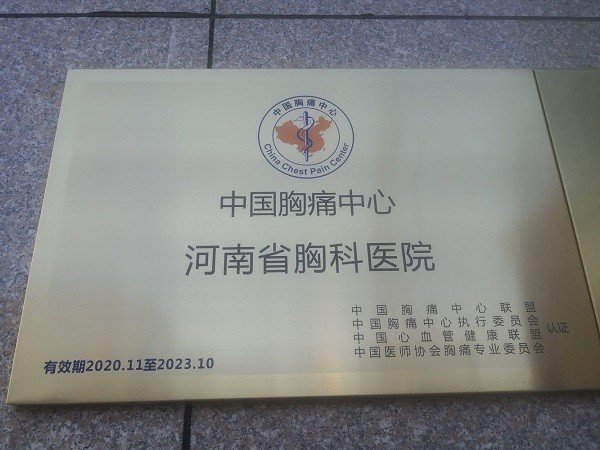 中国胸痛中心
China Chest Pain Center
中国胸痛中心
河南省胸科医院
中国胸痛中心联盟
中国胸痛中心执行委员会
中国心血管健康联盟
中国医师协会胸痛专业委员会
认证
有效期2020.11至2023.10